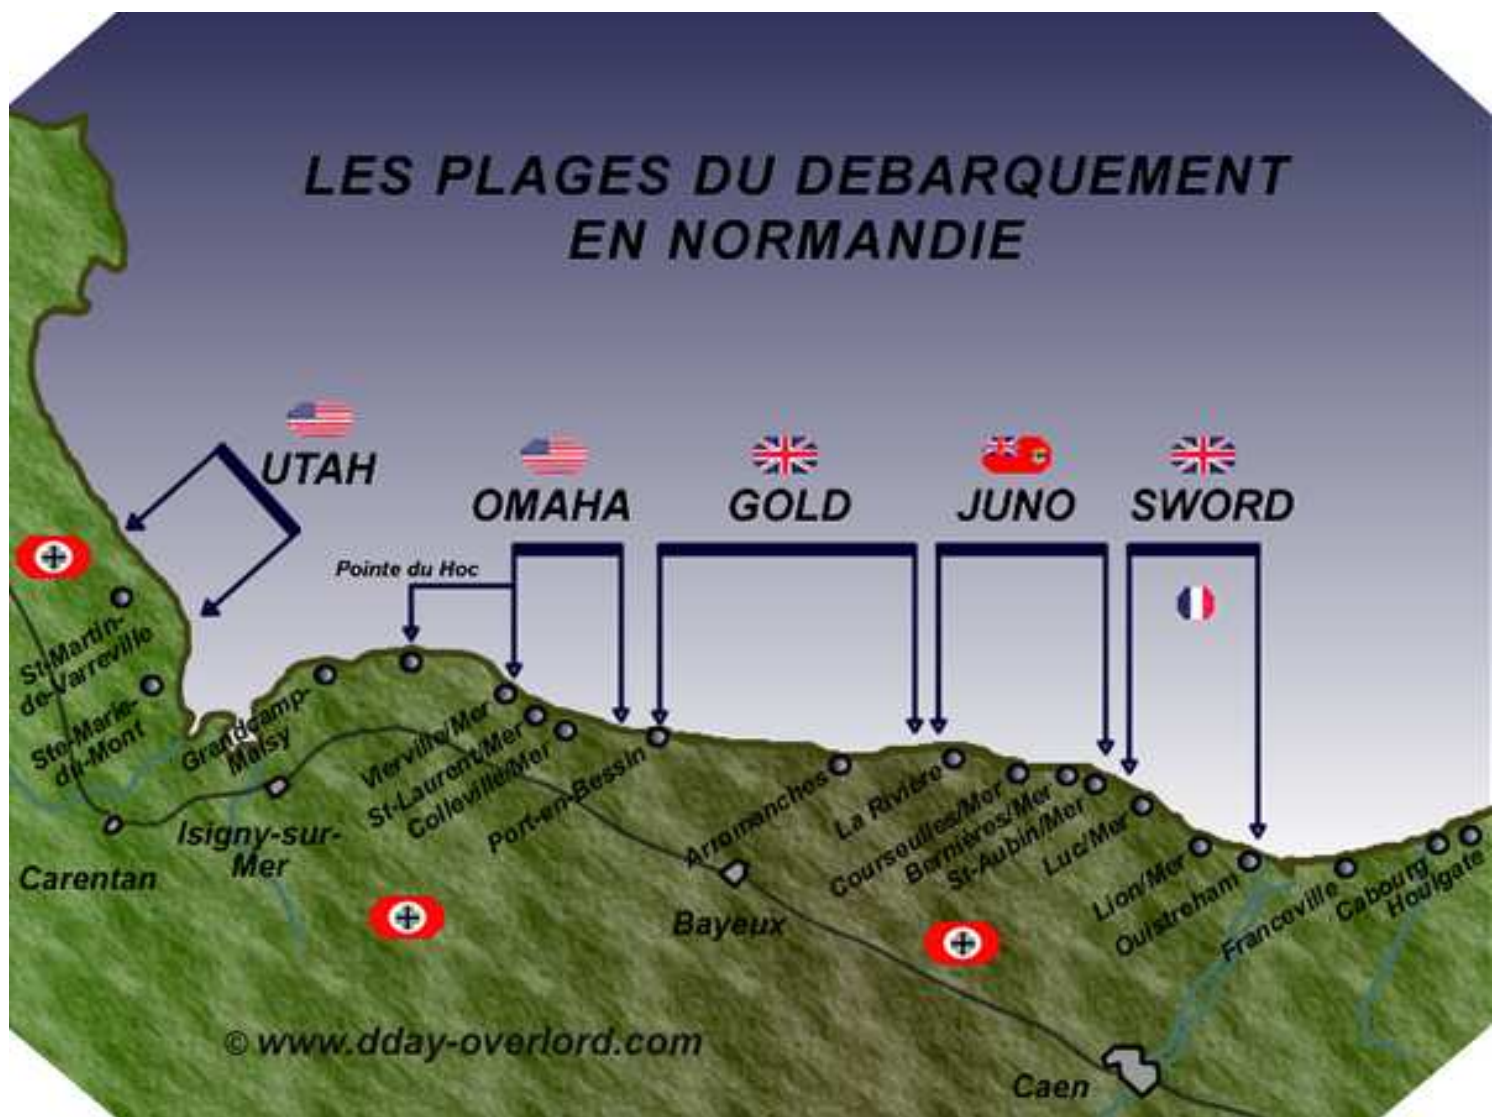 LES PLAGES DU DEBARQUEMENT
EN NORMANDIE
UTAH
OMAHA
GOLD
JUNO
SWORD
Pointe du Hoc
St-Martin-
de-Varreville
Ste-Marie-
du-Mont
Grandcamp-
Maisy
Vierville/Mer
St-Laurent/Mer
Colleville/Mer
Port-en-Bessin
Arromanches
La Rivière
Courseulles/Mer
Bernières/Mer
St-Aubin/Mer
Luc/Mer
Lion/Mer
Ouistreham
Franceville
Cabourg
Houlgate
Carentan
Isigny-sur-
Mer
Bayeux
Caen
© www.dday-overlord.com